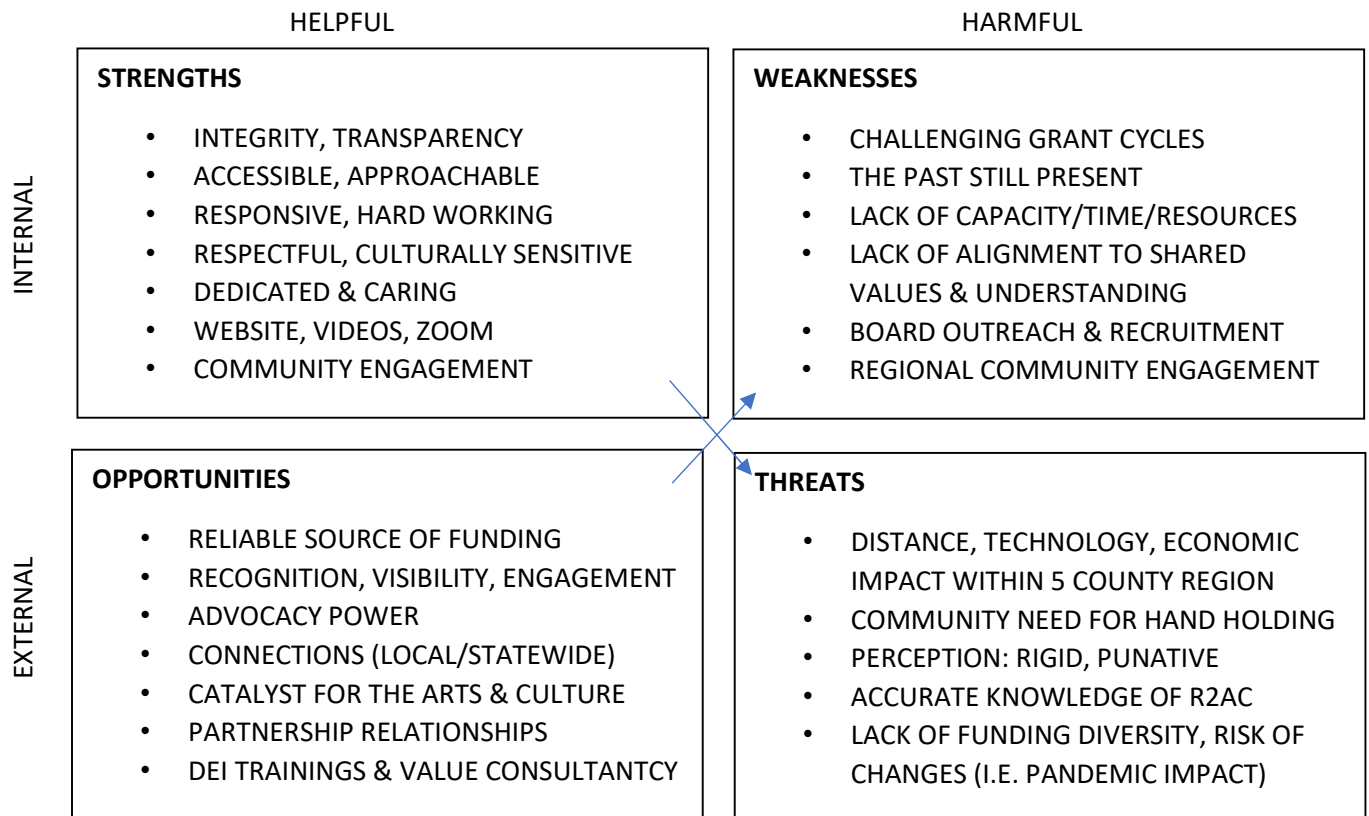 HELPFUL
HARMFUL
INTERNAL
STRENGTHS
• INTEGRITY, TRANSPARENCY
• ACCESSIBLE, APPROACHABLE
• RESPONSIVE, HARD WORKING
• RESPECTFUL, CULTURALLY SENSITIVE
• DEDICATED & CARING
• WEBSITE, VIDEOS, ZOOM
• COMMUNITY ENGAGEMENT
WEAKNESSES
• CHALLENGING GRANT CYCLES
• THE PAST STILL PRESENT
• LACK OF CAPACITY/TIME/RESOURCES
• LACK OF ALIGNMENT TO SHARED
VALUES & UNDERSTANDING
• BOARD OUTREACH & RECRUITMENT
• REGIONAL COMMUNITY ENGAGEMENT
EXTERNAL
OPPORTUNITIES
• RELIABLE SOURCE OF FUNDING
• RECOGNITION, VISIBILITY, ENGAGEMENT
• ADVOCACY POWER
• CONNECTIONS (LOCAL/STATEWIDE)
• CATALYST FOR THE ARTS & CULTURE
• PARTNERSHIP RELATIONSHIPS
• DEI TRAININGS & VALUE CONSULTANTCY
THREATS
• DISTANCE, TECHNOLOGY, ECONOMIC
IMPACT WITHIN 5 COUNTY REGION
• COMMUNITY NEED FOR HAND HOLDING
• PERCEPTION: RIGID, PUNATIVE
• ACCURATE KNOWLEDGE OF R2AC
• LACK OF FUNDING DIVERSITY, RISK OF
CHANGES (I.E. PANDEMIC IMPACT)